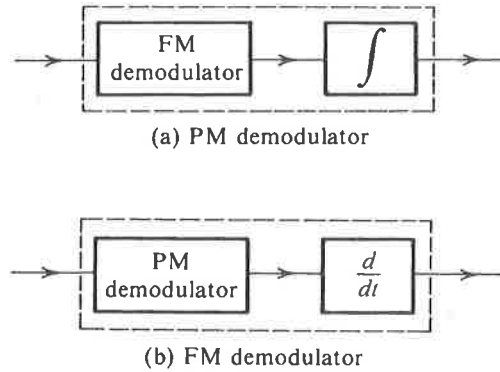 FM
demodulator
∫
(a) PM demodulator
PM
demodulator
d
dt
(b) FM demodulator